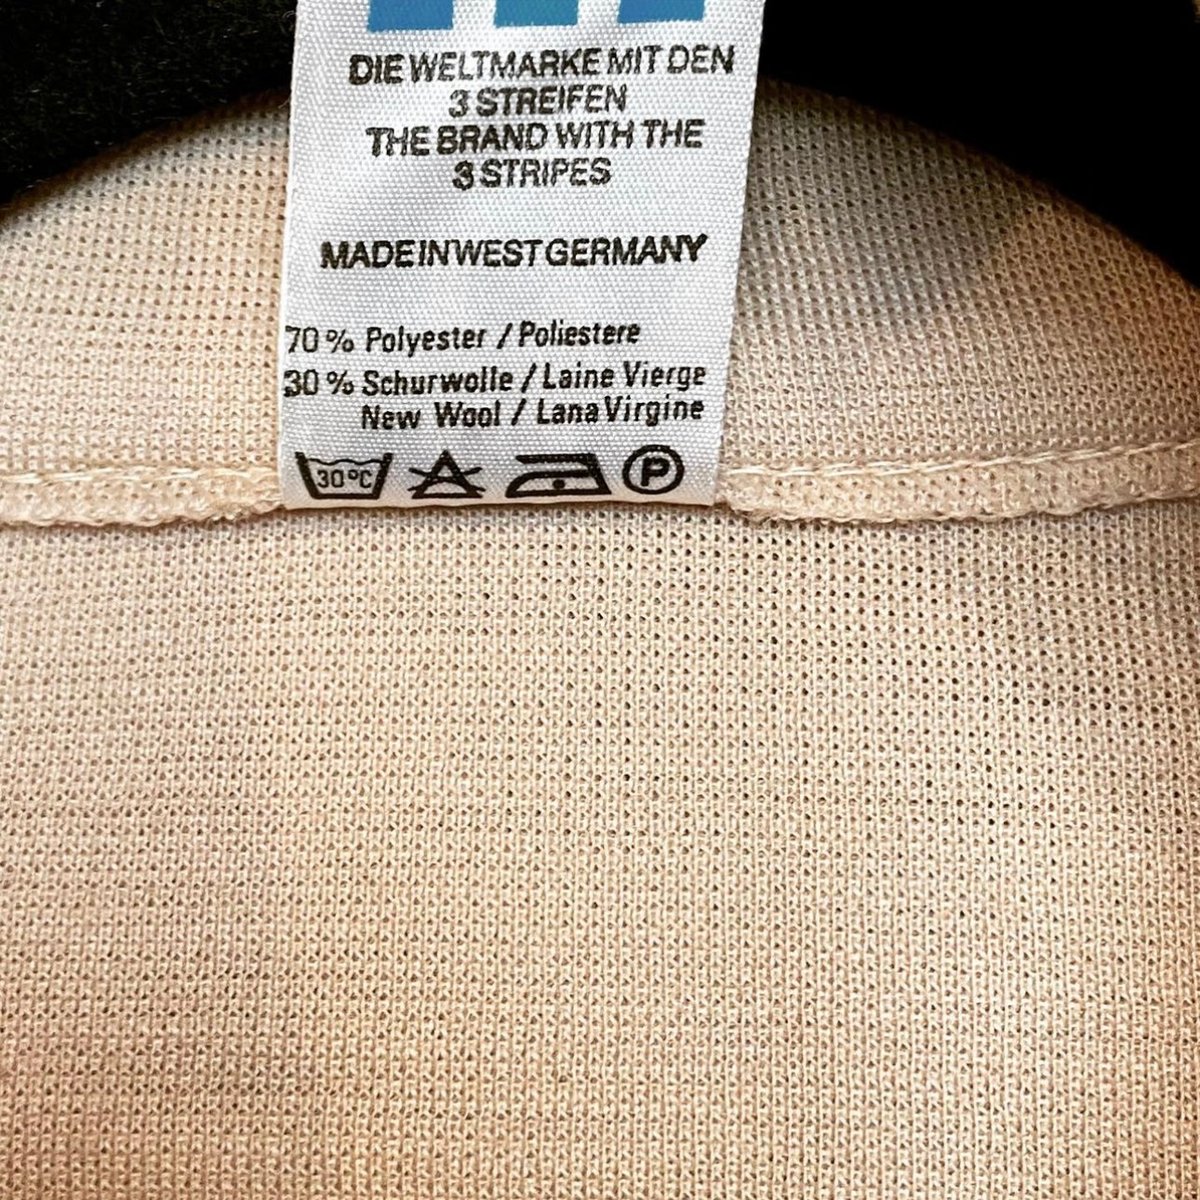 DIE WELTMARKE MIT DEN
3 STREIFEN
THE BRAND WITH THE
3 STRIPES
MADE IN WEST GERMANY
70 % Polyester / Poliestere
30 % Schurwolle / Laine Vierge
New Wool / Lana Virgine
30°C P